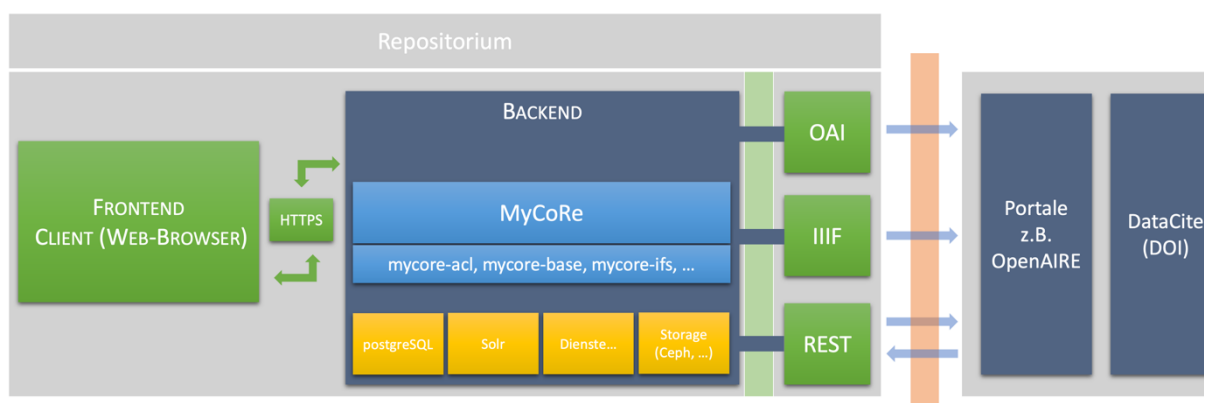 Repositorium
FRONTEND
CLIENT (WEB-BROWSER)
HTTPS
BACKEND
MyCoRe
mycore-acl, mycore-base, mycore-ifs, ...
postgreSQL
Solr
Dienste...
Storage
(Ceph, ...)
OAI
IIIF
REST
Portale
z.B.
OpenAIRE
DataCite
(DOI)